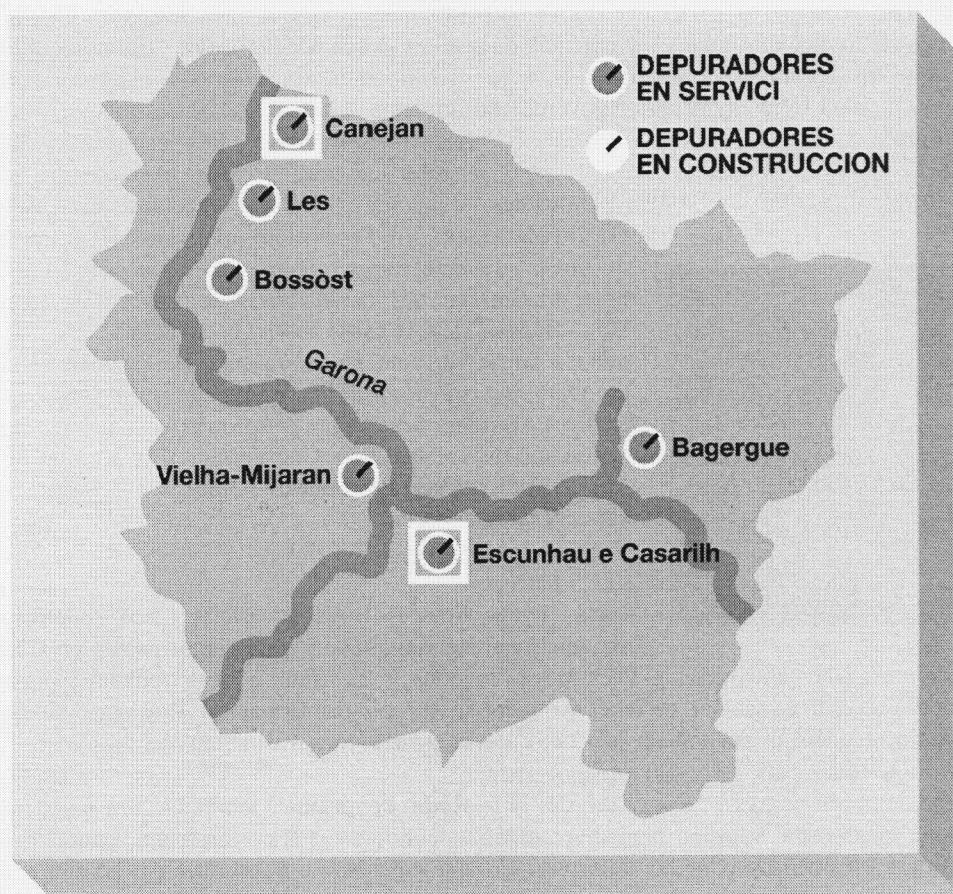 DEPURADORES
EN SERVICI
DEPURADORES
EN CONSTRUCCION
Canejan
Les
Bossòst
Garona
Bagergue
Vielha-Mijaran
Escunhau e Casarilh